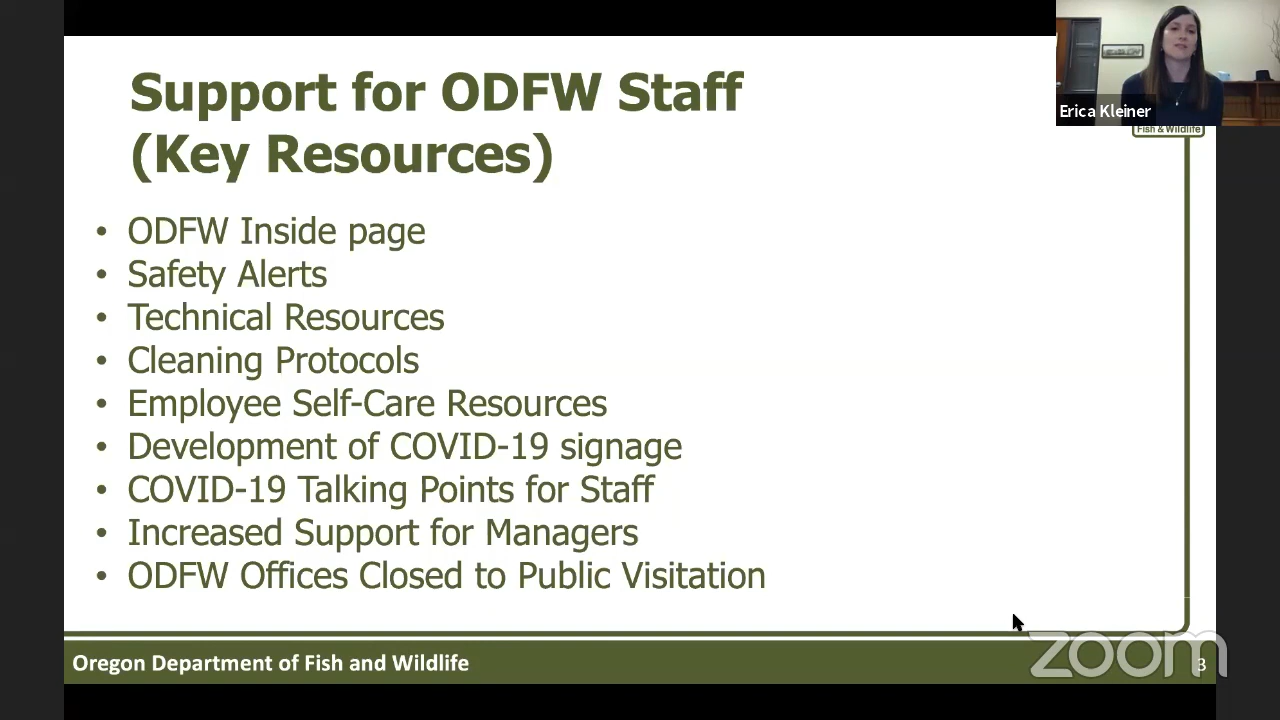 Support for ODFW Staff
(Key Resources)
Erica Kleiner
Fish & Wildlife
• ODFW Inside page
• Safety Alerts
• Technical Resources
• Cleaning Protocols
• Employee Self-Care Resources
• Development of COVID-19 signage
• COVID-19 Talking Points for Staff
• Increased Support for Managers
• ODFW Offices Closed to Public Visitation
Oregon Department of Fish and Wildlife
zoom
3